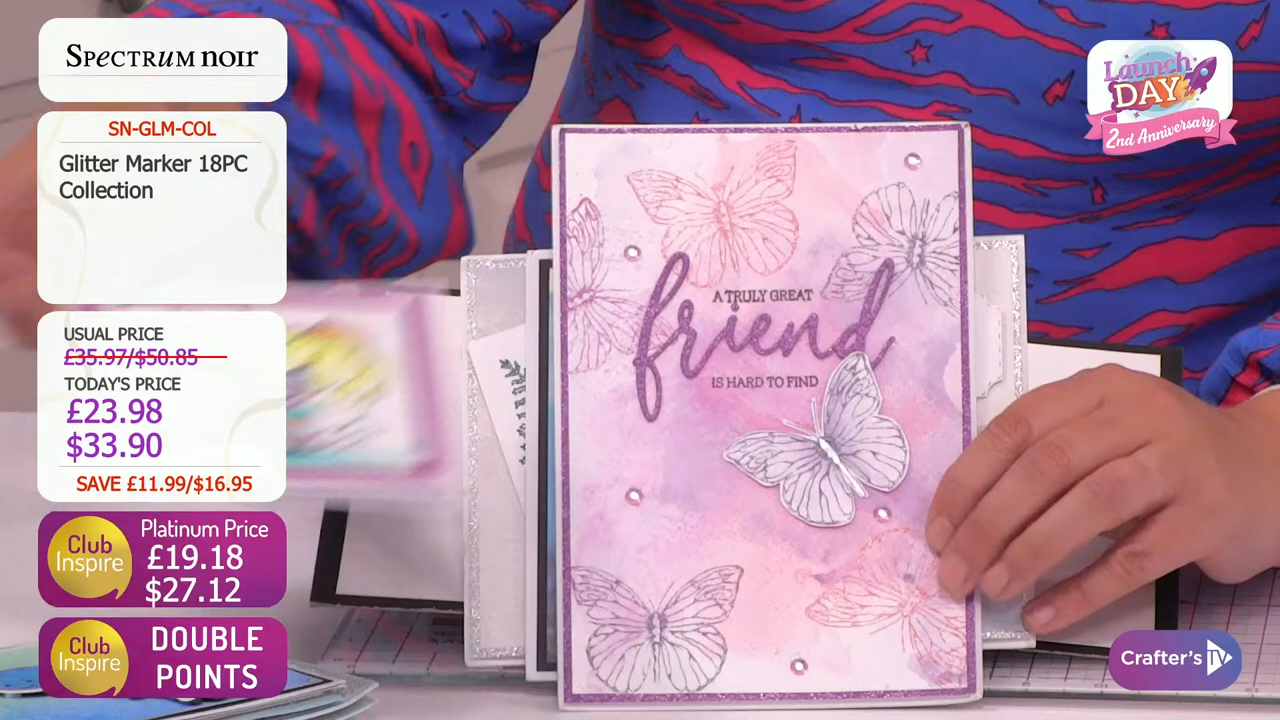 SPECTRUM noir
SN-GLM-COL
Glitter Marker 18PC
Collection
USUAL PRICE
£35.97/$50.85
TODAY'S PRICE
£23.98
$33.90
SAVE £11.99/$16.95
Club
Inspire
Platinum Price
£19.18
$27.12
Club
Inspire
DOUBLE
POINTS
A TRULY GREAT
friend
IS HARD TO FIND
Launch
DAY
2nd Anniversary
Crafter's TV